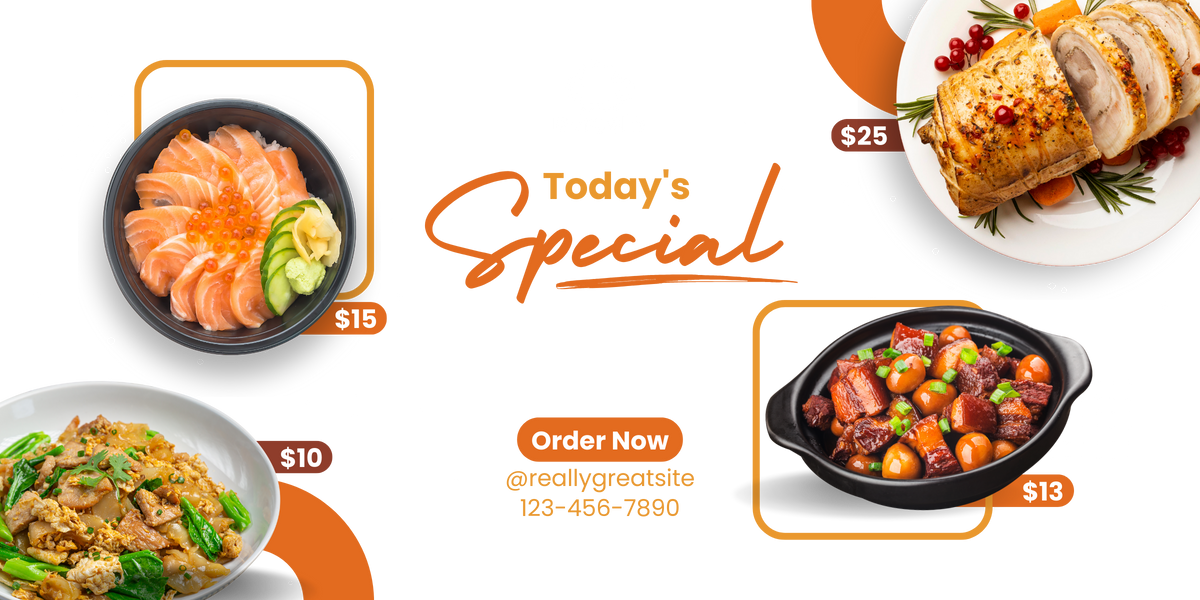 $25
Today's
Special
$15
$10
$13
Order Now
@reallygreatsite
123-456-7890